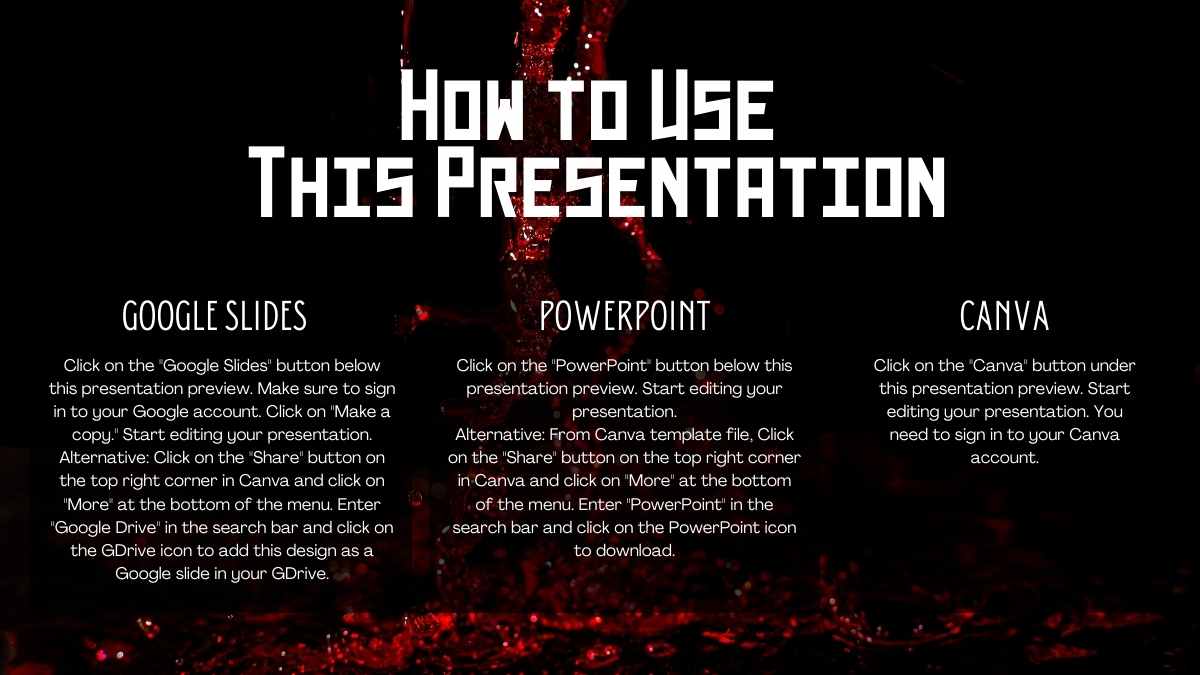 How to Use
This Presentation
GOOGLE SLIDES
Click on the "Google Slides" button below
this presentation preview. Make sure to sign
in to your Google account. Click on "Make a
copy." Start editing your presentation.
Alternative: Click on the "Share" button on
the top right corner in Canva and click on
"More" at the bottom of the menu. Enter
"Google Drive" in the search bar and click on
the GDrive icon to add this design as a
Google slide in your GDrive.
POWERPOINT
Click on the "PowerPoint" button below this
presentation preview. Start editing your
presentation.
Alternative: From Canva template file, Click
on the "Share" button on the top right corner
in Canva and click on "More" at the bottom
of the menu. Enter "PowerPoint" in the
search bar and click on the PowerPoint icon
to download.
CANVA
Click on the "Canva" button under
this presentation preview. Start
editing your presentation. You
need to sign in to your Canva
account.